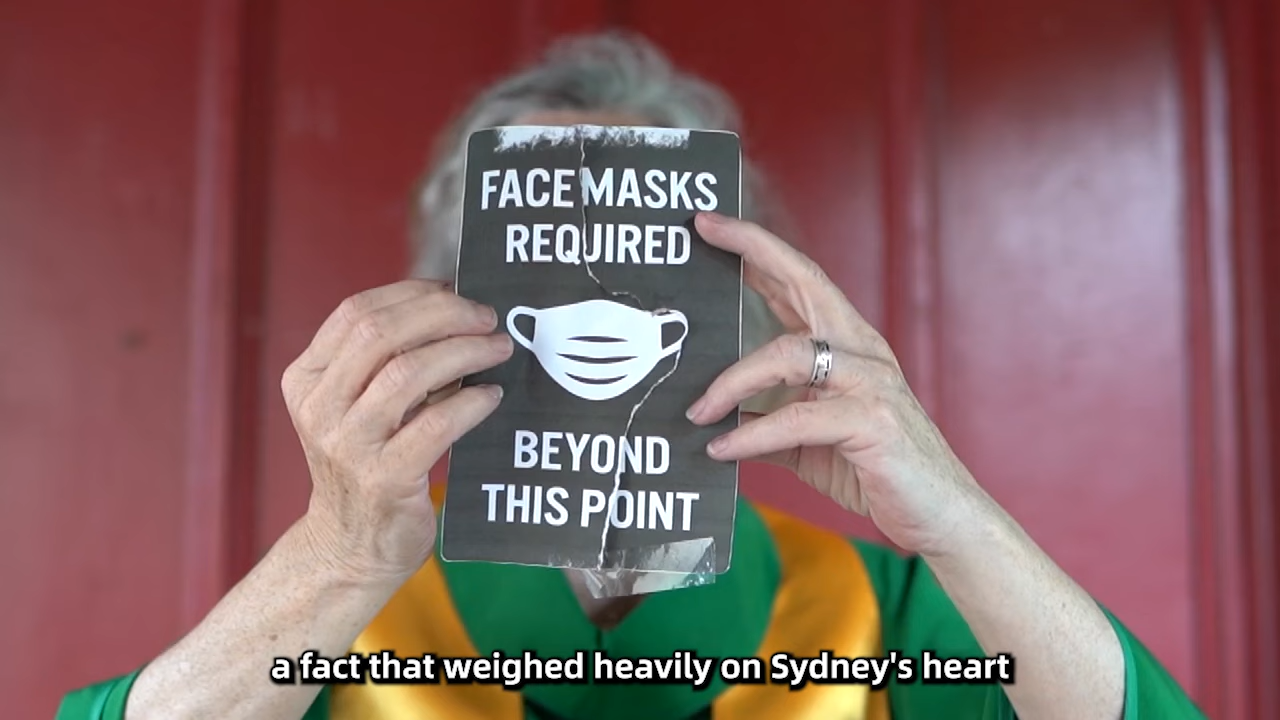 FACE MASKS
REQUIRED
BEYOND
THIS POINT
a fact that weighed heavily on Sydney's heart